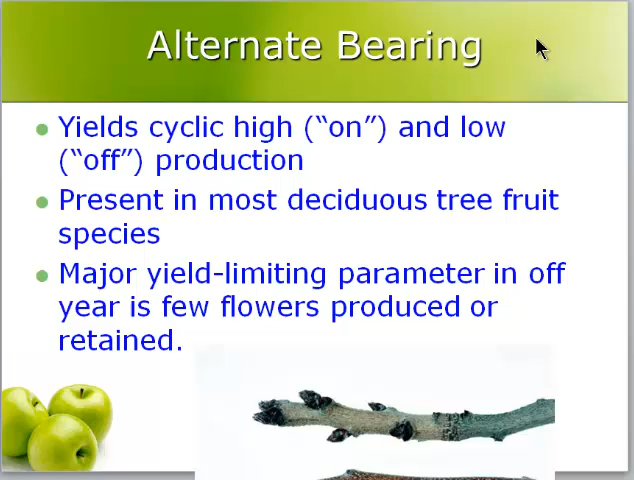 Alternate Bearing
Yields cyclic high (“on”) and low
(“off”) production
Present in most deciduous tree fruit
species
Major yield-limiting parameter in off
year is few flowers produced or
retained.